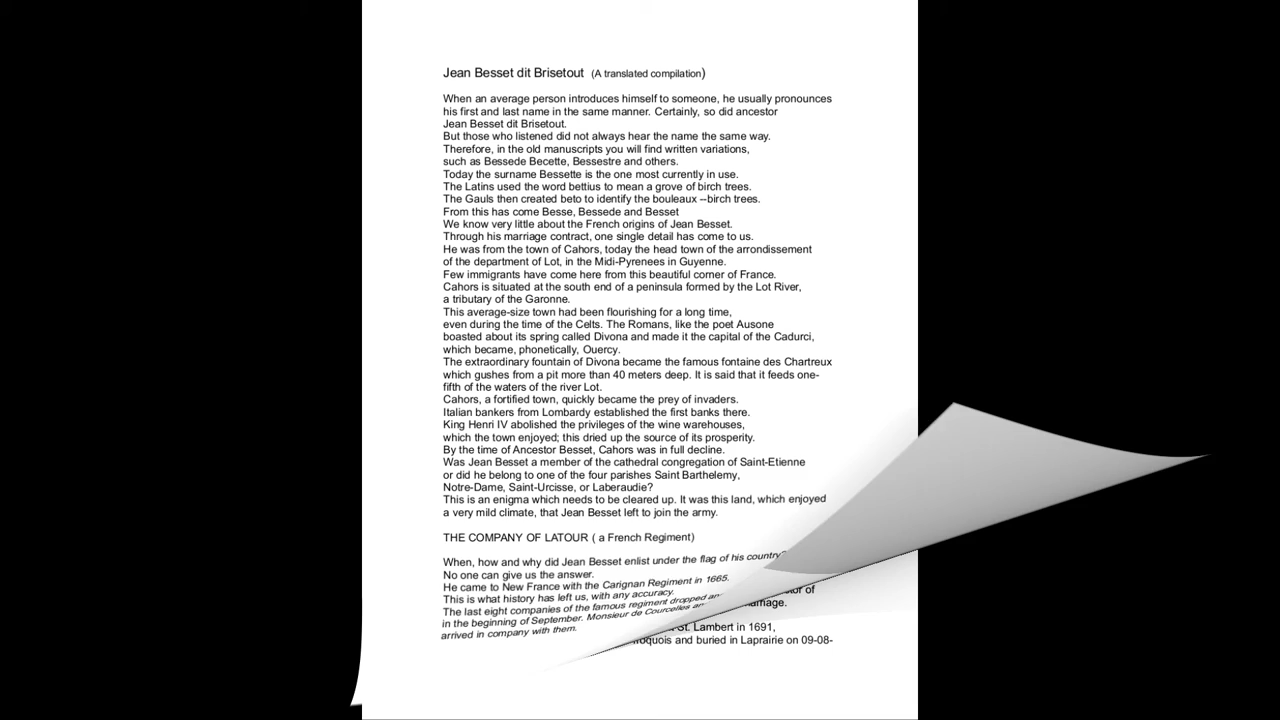 Jean Besset dit Brisetout (A translated compilation)
When an average person introduces himself to someone, he usually pronounces
his first and last name in the same manner. Certainly, so did ancestor
Jean Besset dit Brisetout.
But those who listened did not always hear the name the same way.
Therefore, in the old manuscripts you will find written variations,
such as Bessede Becette, Bessestre and others.
Today the surname Bessette is the one most currently in use.
The Latins used the word bettius to mean a grove of birch trees.
The Gauls then created beto to identify the bouleaux --birch trees.
From this has come Besse, Bessede and Besset
We know very little about the French origins of Jean Besset.
Through his marriage contract, one single detail has come to us.
He was from the town of Cahors, today the head town of the arrondissement
of the department of Lot, in the Midi-Pyrenees in Guyenne.
Few immigrants have come here from this beautiful corner of France.
Cahors is situated at the south end of a peninsula formed by the Lot River,
a tributary of the Garonne.
This average-size town had been flourishing for a long time,
even during the time of the Celts. The Romans, like the poet Ausone
boasted about its spring called Divona and made it the capital of the Cadurci,
which became, phonetically, Ouercy.
The extraordinary fountain of Divona became the famous fontaine des Chartreux
which gushes from a pit more than 40 meters deep. It is said that it feeds one-
fifth of the waters of the river Lot.
Cahors, a fortified town, quickly became the prey of invaders.
Italian bankers from Lombardy established the first banks there.
King Henri IV abolished the privileges of the wine warehouses,
which the town enjoyed; this dried up the source of its prosperity.
By the time of Ancestor Besset, Cahors was in full decline.
Was Jean Besset a member of the cathedral congregation of Saint-Etienne
or did he belong to one of the four parishes Saint Barthelemy,
Notre-Dame, Saint-Urcisse, or Laberaudie?
This is an enigma which needs to be cleared up. It was this land, which enjoyed
a very mild climate, that Jean Besset left to join the army.
THE COMPANY OF LATOUR ( a French Regiment)
When, how and why did Jean Besset enlist under the flag of his country?
No one can give us the answer.
He came to New France with the Carignan Regiment in 1665.
This is what history has left us, with any accuracy.
The last eight companies of the famous regiment dropped
in the beginning of September. Monsieur de Courcelles
arrived in company with them.
of
St. Lambert in 1691,
and buried in Laprairie on 09-08-